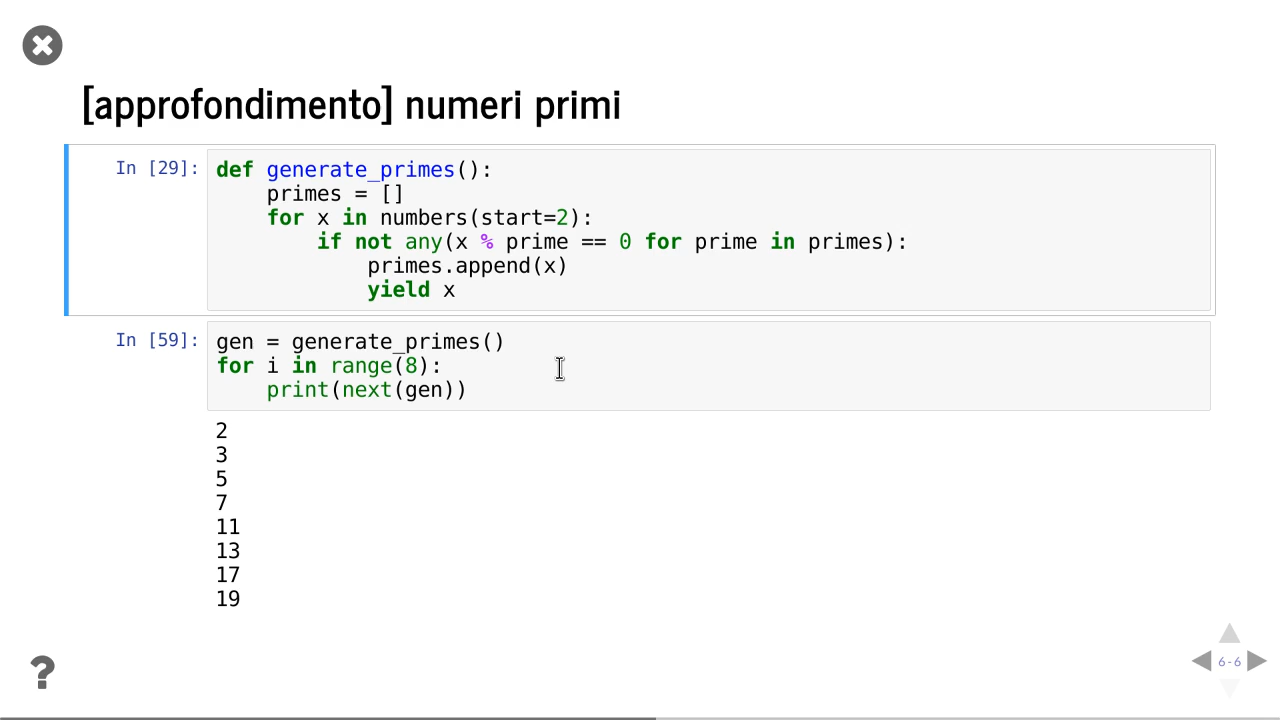 [approfondimento] numeri primi
In [29]: def generate_primes():
    primes = []
    for x in numbers(start=2):
        if not any(x % prime == 0 for prime in primes):
            primes.append(x)
            yield x
In [59]: gen = generate_primes()
for i in range(8):
    print(next(gen))
2
3
5
7
11
13
17
19
?
6-6